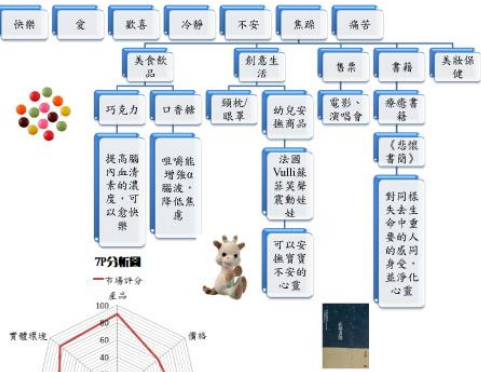 快樂
愛
歡喜
冷靜
不安
焦躁
痛苦
美食飲
品
創意生
活
售票
書籍
美妝保
健
巧克力
口香糖
頸枕/
眼罩
幼兒安
撫商品
電影、
演唱會
療癒書
籍
提高腦
內血清
素的濃
度，可
以愈快
樂
咀嚼能
增強α
腦波，
降低焦
慮
法國
Vulli蘇
菲笑聲
震動娃
娃
《悲懷
書簡》
對同樣
失去生
命中重
要的人
的感同
身受，
並淨化
心靈
可以安
撫寶寶
不安的
心靈
7P分析圖
市場評分
產品
100
80
60
40
實體環境
價格